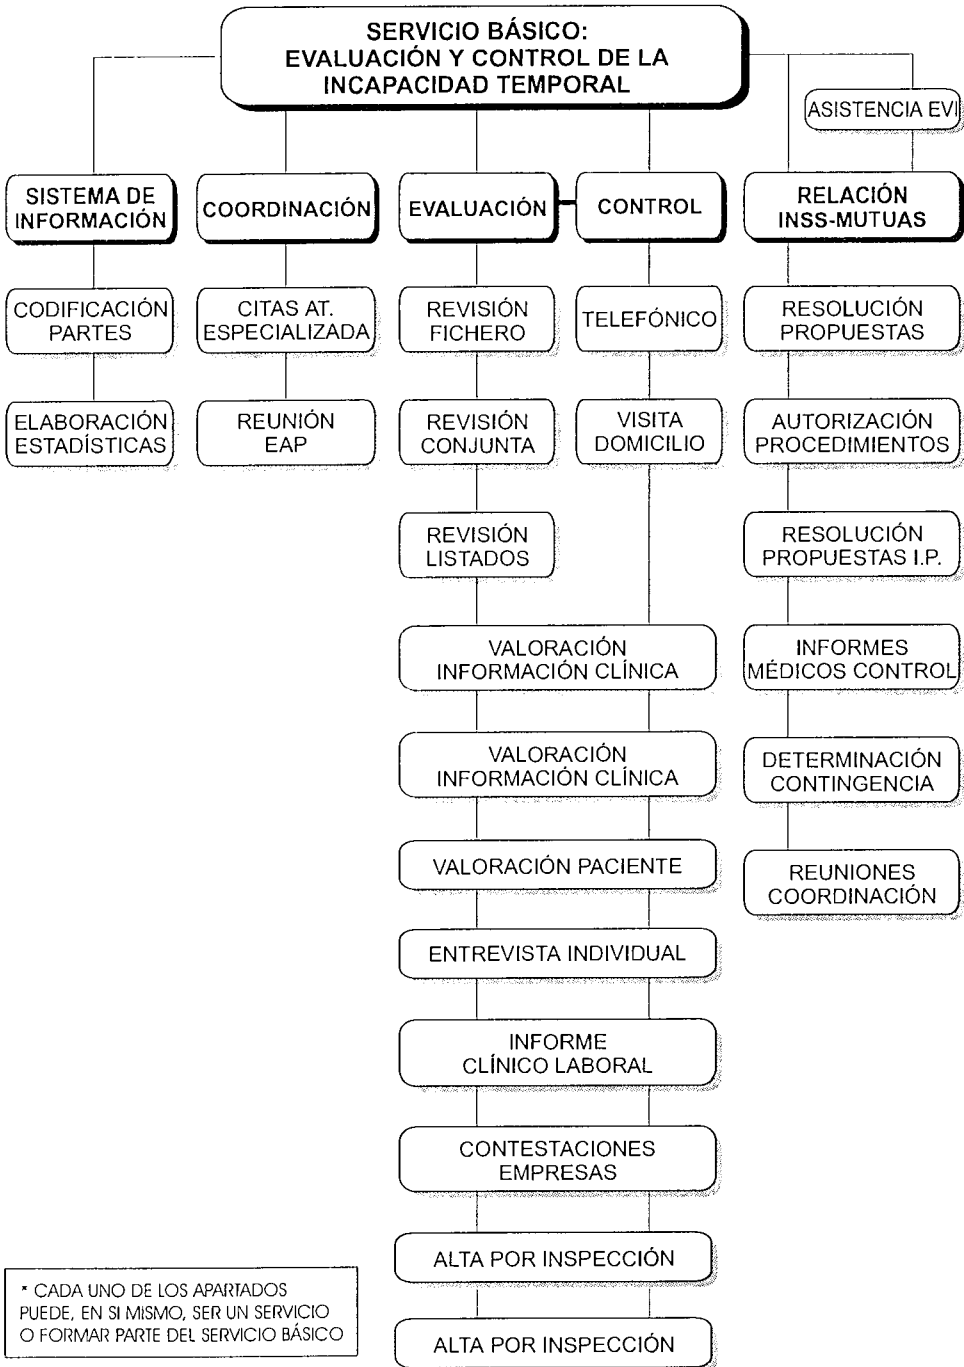 SERVICIO BÁSICO:
EVALUACIÓN Y CONTROL DE LA
INCAPACIDAD TEMPORAL
ASISTENCIA EVI
SISTEMA DE
INFORMACIÓN
COORDINACIÓN
EVALUACIÓN
CONTROL
RELACIÓN
INSS-MUTUAS
CODIFICACIÓN
PARTES
CITAS AT.
ESPECIALIZADA
REVISIÓN
FICHERO
TELEFÓNICO
RESOLUCIÓN
PROPUESTAS
ELABORACIÓN
ESTADÍSTICAS
REUNIÓN
EAP
REVISIÓN
CONJUNTA
VISITA
DOMICILIO
AUTORIZACIÓN
PROCEDIMIENTOS
REVISIÓN
LISTADOS
RESOLUCIÓN
PROPUESTAS I.P.
VALORACIÓN
INFORMACIÓN CLÍNICA
INFORMES
MÉDICOS CONTROL
VALORACIÓN
INFORMACIÓN CLÍNICA
DETERMINACIÓN
CONTINGENCIA
VALORACIÓN PACIENTE
REUNIONES
COORDINACIÓN
ENTREVISTA INDIVIDUAL
INFORME
CLÍNICO LABORAL
CONTESTACIONES
EMPRESAS
ALTA POR INSPECCIÓN
ALTA POR INSPECCIÓN
* CADA UNO DE LOS APARTADOS
PUEDE, EN SI MISMO, SER UN SERVICIO
O FORMAR PARTE DEL SERVICIO BÁSICO